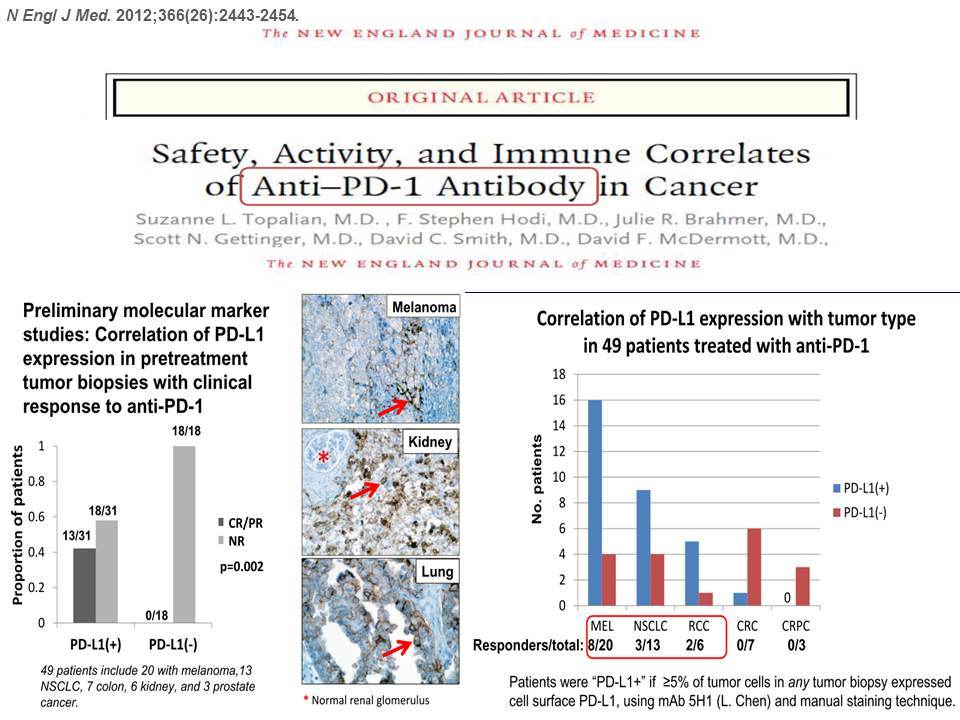 N Engl J Med. 2012;366(26):2443-2454.
The NEW ENGLAND JOURNAL of MEDICINE
ORIGINAL ARTICLE
Safety, Activity, and Immune Correlates
of Anti–PD-1 Antibody in Cancer
Suzanne L. Topalian, M.D. , F. Stephen Hodi, M.D., Julie R. Brahmer, M.D.,
Scott N. Gettinger, M.D., David C. Smith, M.D., David F. McDermott, M.D.,
The NEW ENGLAND JOURNAL of MEDICINE
Preliminary molecular marker
studies: Correlation of PD-L1
expression in pretreatment
tumor biopsies with clinical
response to anti-PD-1
Proportion of patients
1
0.8
0.6
0.4
0.2
0
13/31
18/31
0/18
18/18
PD-L1(+)
PD-L1(-)
CR/PR
NR
p=0.002
49 patients include 20 with melanoma,13
NSCLC, 7 colon, 6 kidney, and 3 prostate
cancer.
Melanoma
Kidney
*
Lung
* Normal renal glomerulus
Correlation of PD-L1 expression with tumor type
in 49 patients treated with anti-PD-1
No. patients
18
16
14
12
10
8
6
4
2
0
0
PD-L1(+)
PD-L1(-)
MEL NSCLC RCC CRC CRPC
Responders/total: 8/20 3/13 2/6 0/7 0/3
Patients were “PD-L1+” if ≥5% of tumor cells in any tumor biopsy expressed
cell surface PD-L1, using mAb 5H1 (L. Chen) and manual staining technique.